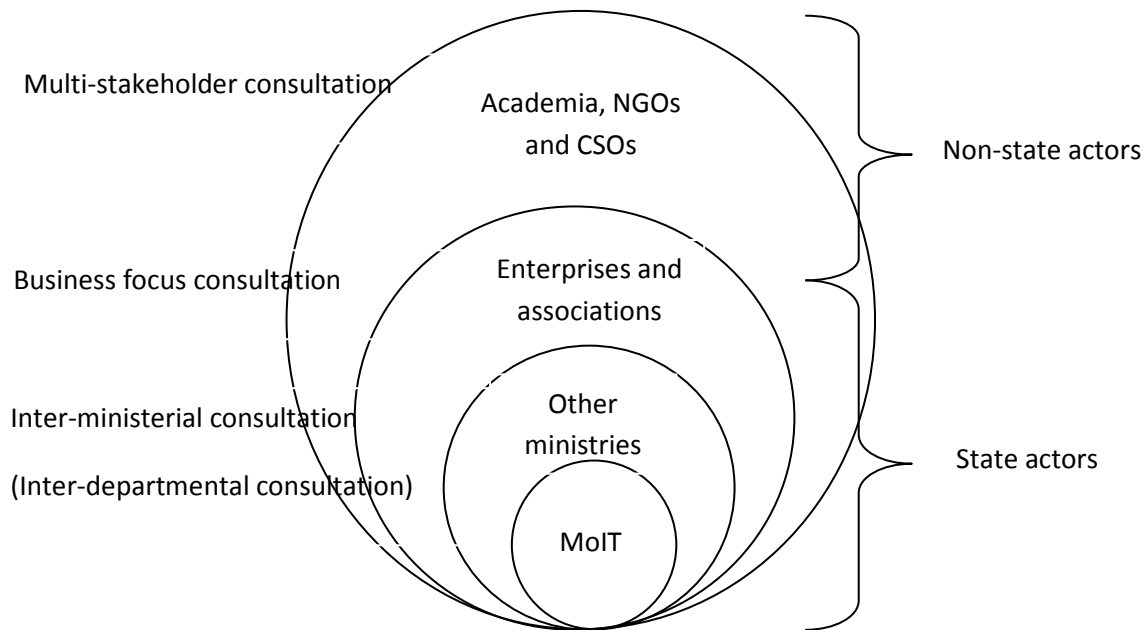 Multi-stakeholder consultation
Academia, NGOs
and CSOs
Non-state actors
Business focus consultation
Enterprises and
associations
Inter-ministerial consultation
Other
ministries
State actors
(Inter-departmental consultation)
MoIT